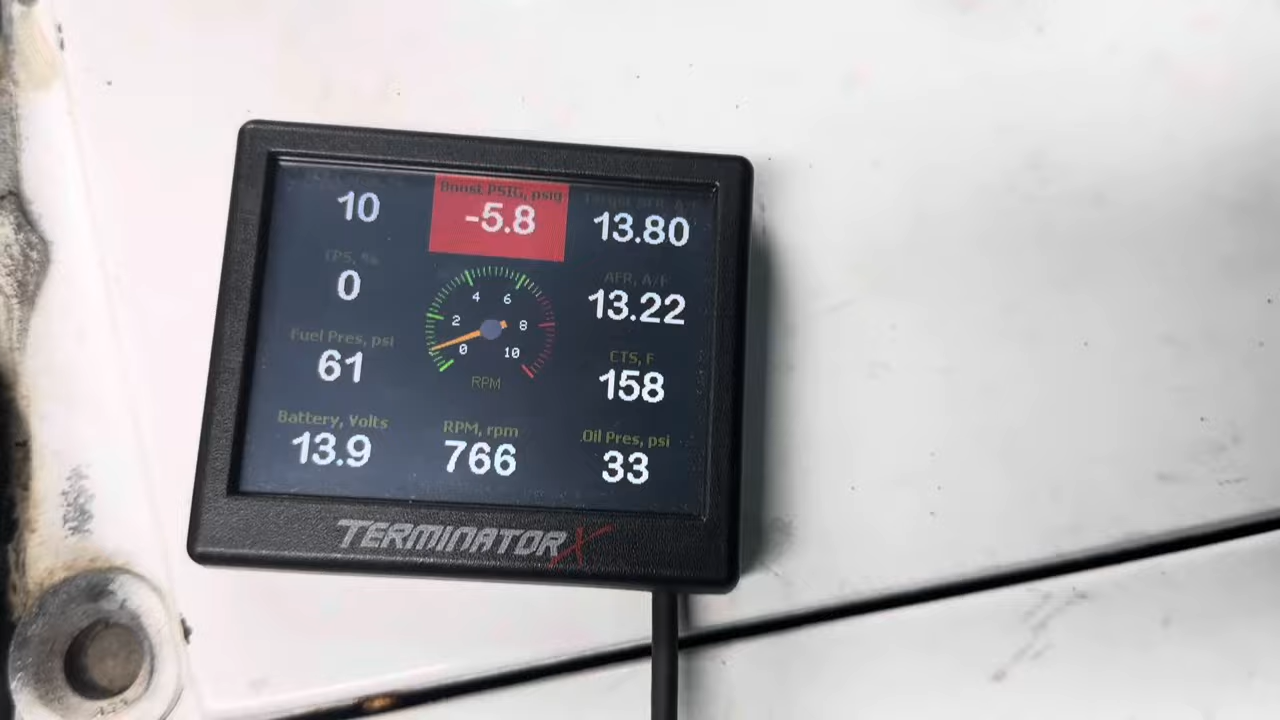 10
Boost PSIG, psig
-5.8
Target AFR, A/F
13.80
TPS, %
0
AFR, A/F
13.22
4 6
2 8
0 10
RPM
Fuel Pres, psi
61
CTS, F
158
Battery, Volts
13.9
RPM, rpm
766
Oil Pres, psi
33
TERMINATOR X